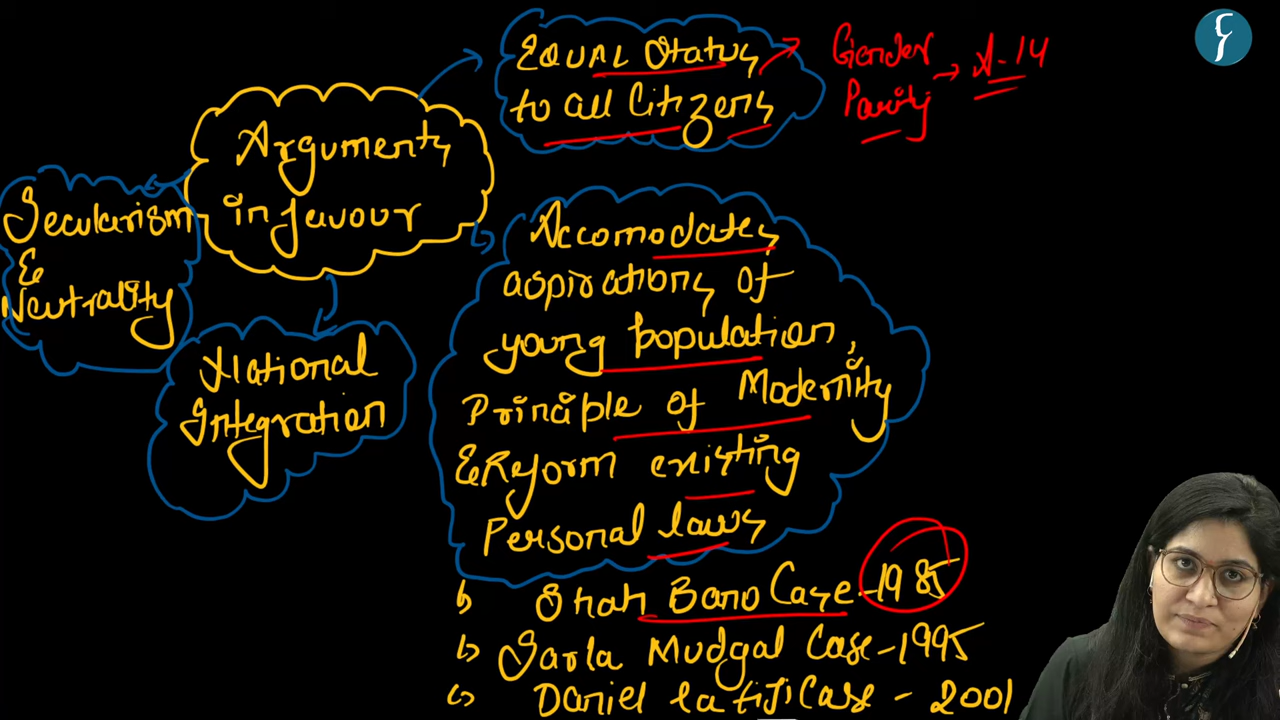 Arguments
in favour
EQUAL Status
to all Citizens
Gender
Parity → A-14
Secularism
&
Neutrality
National
Integration
Accomodates
aspirations of
young population,
Principle of Modernity
& Reform existing
Personal laws
Shah Bano Case - 1985
Sarla Mudgal Case - 1995
Daniel Latifi Case - 2001